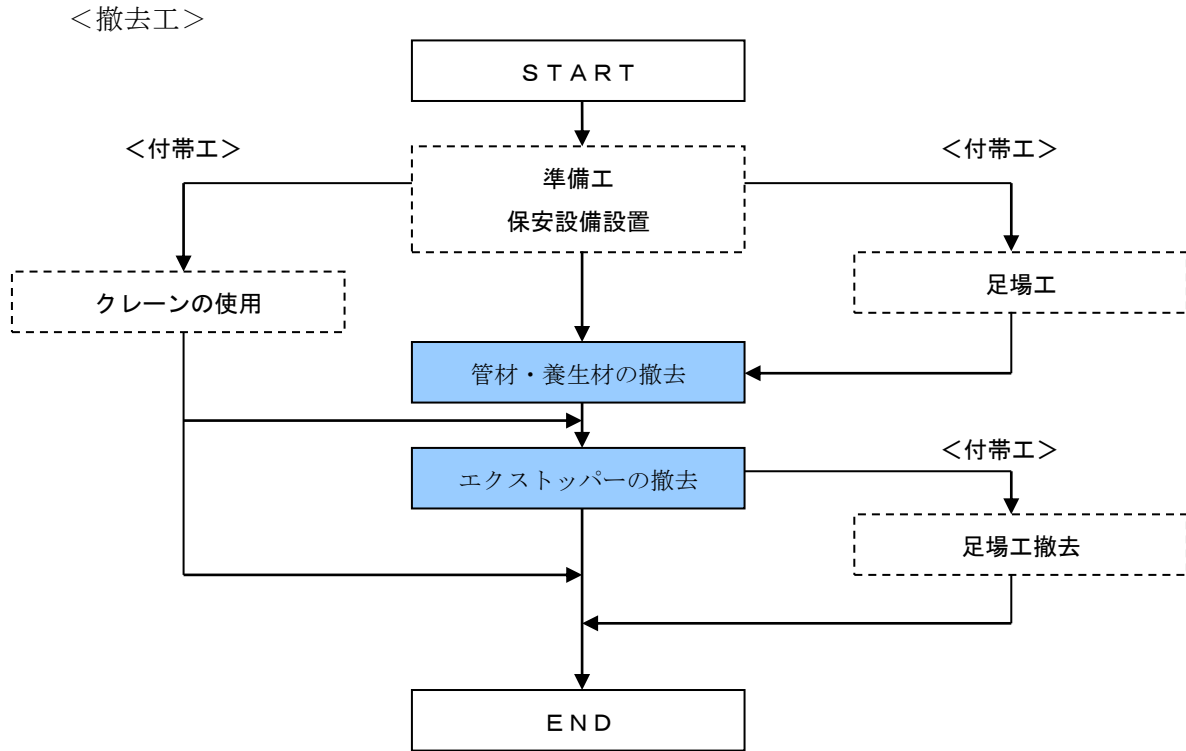 ＜撤去工＞
ＳＴＡＲＴ
＜付帯工＞
＜付帯工＞
準備工
保安設備設置
クレーンの使用
足場工
管材・養生材の撤去
＜付帯工＞
エクストッパーの撤去
足場工撤去
ＥＮＤ